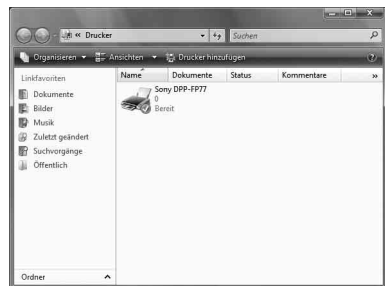 « Drucker
Suchen
Organisieren Ansichten Drucker hinzufügen
Linkfavoriten
Dokumente
Bilder
Musik
Zuletzt geändert
Suchvorgänge
Öffentlich
Ordner
Name Dokumente Status Kommentare »
Sony DPP-FP77
0
Bereit